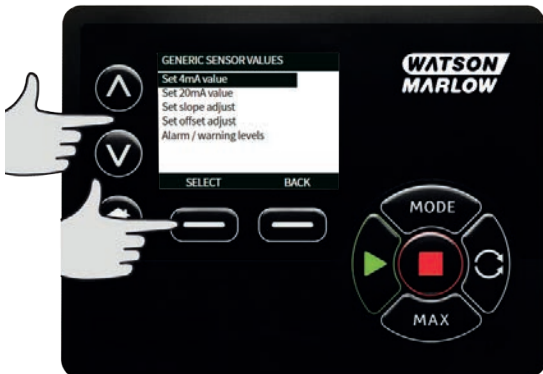 GENERIC SENSOR VALUES
Set 4mA value
Set 20mA value
Set slope adjust
Set offset adjust
Alarm / warning levels
SELECT BACK
WATSON
MARLOW
MODE
MAX